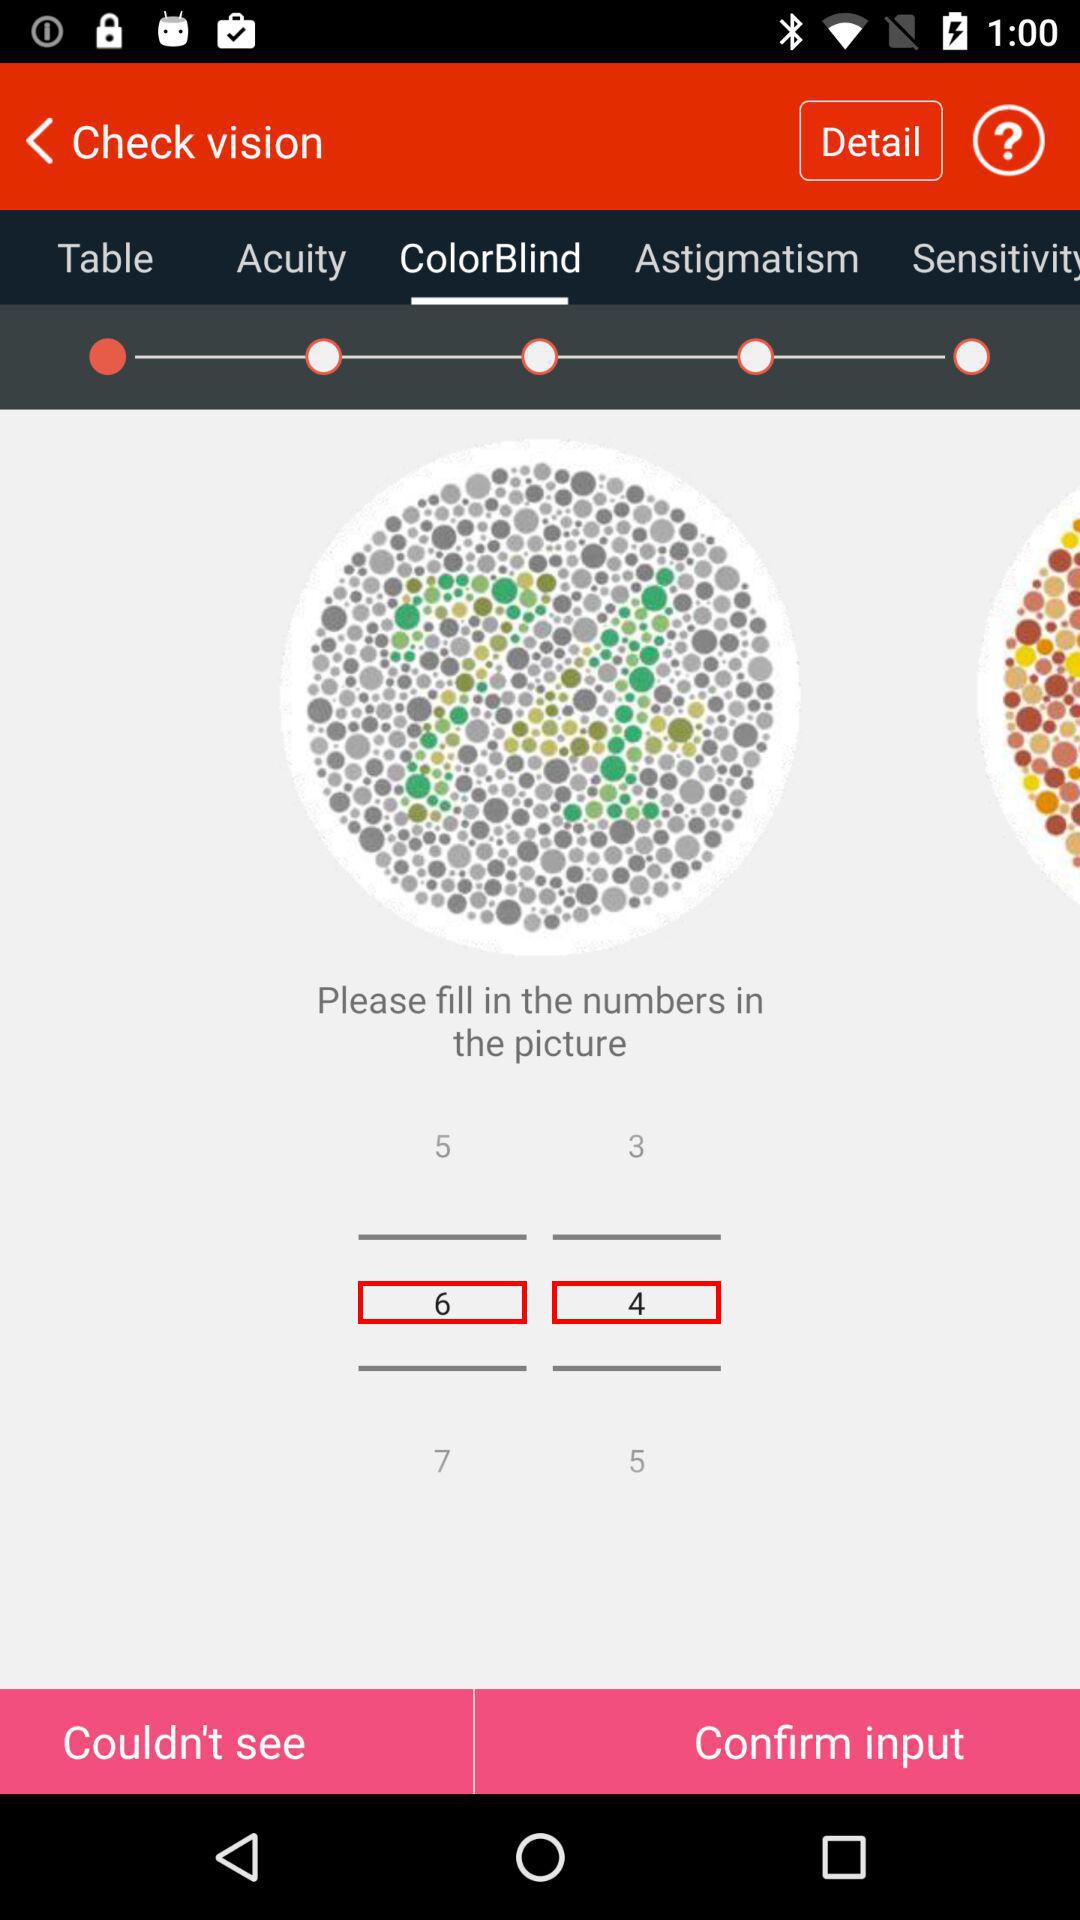 1:00
Check vision
Detail
?
Table Acuity ColorBlind Astigmatism Sensitivity
74
Please fill in the numbers in
the picture
5 3
6 4
7 5
Couldn't see Confirm input